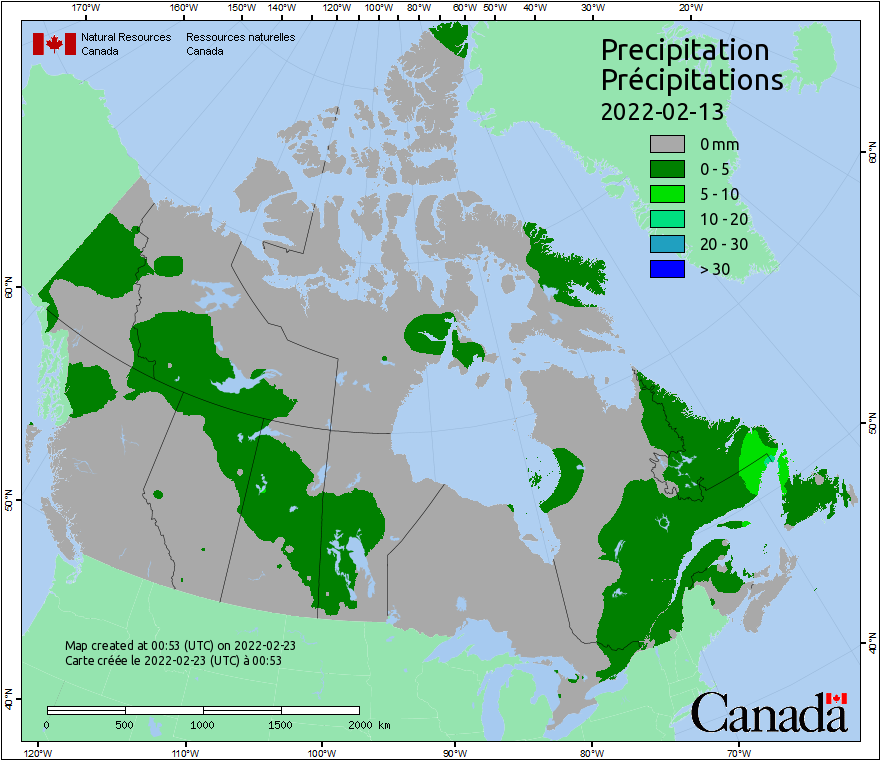 170°W 160°W 150°W 140°W 130°W 120°W 110°W 100°W 90°W 80°W 60°W 50°W 40°W 30°W 20°W
Natural Resources Ressources naturelles
Canada Canada
Precipitation
Précipitations
2022-02-13
0 mm
0 - 5
5 - 10
10 - 20
20 - 30
> 30
60°N
60°N
50°N
50°N
40°N
40°N
Map created at 00:53 (UTC) on 2022-02-23
Carte créée le 2022-02-23 (UTC) à 00:53
0 500 1000 1500 2000 km
Canada
120°W 110°W 100°W 90°W 80°W 70°W